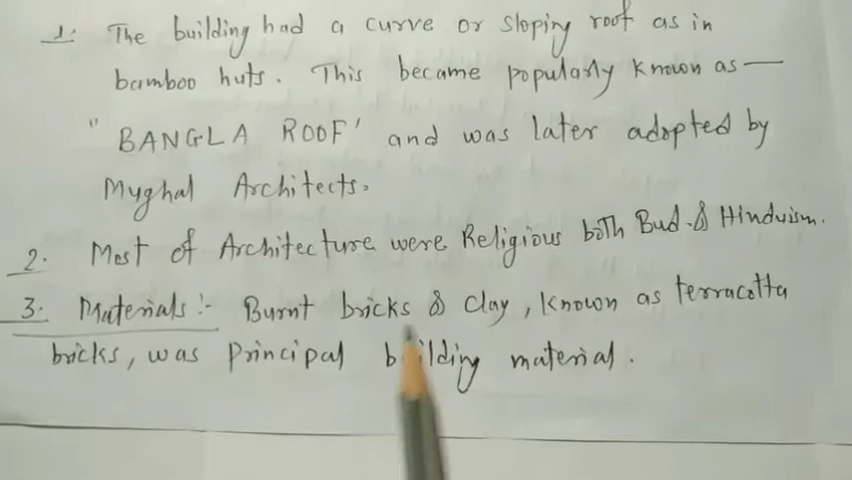 1. The building had a curve or sloping roof as in
bamboo huts. This became popularly known as —
" BANGLA ROOF' and was later adopted by
Myghal Architects.
2. Most of Architecture were Religious both Bud. & Hinduism.
3. Materials :- Burnt bricks & clay, known as terracotta
bricks, was principal building material.